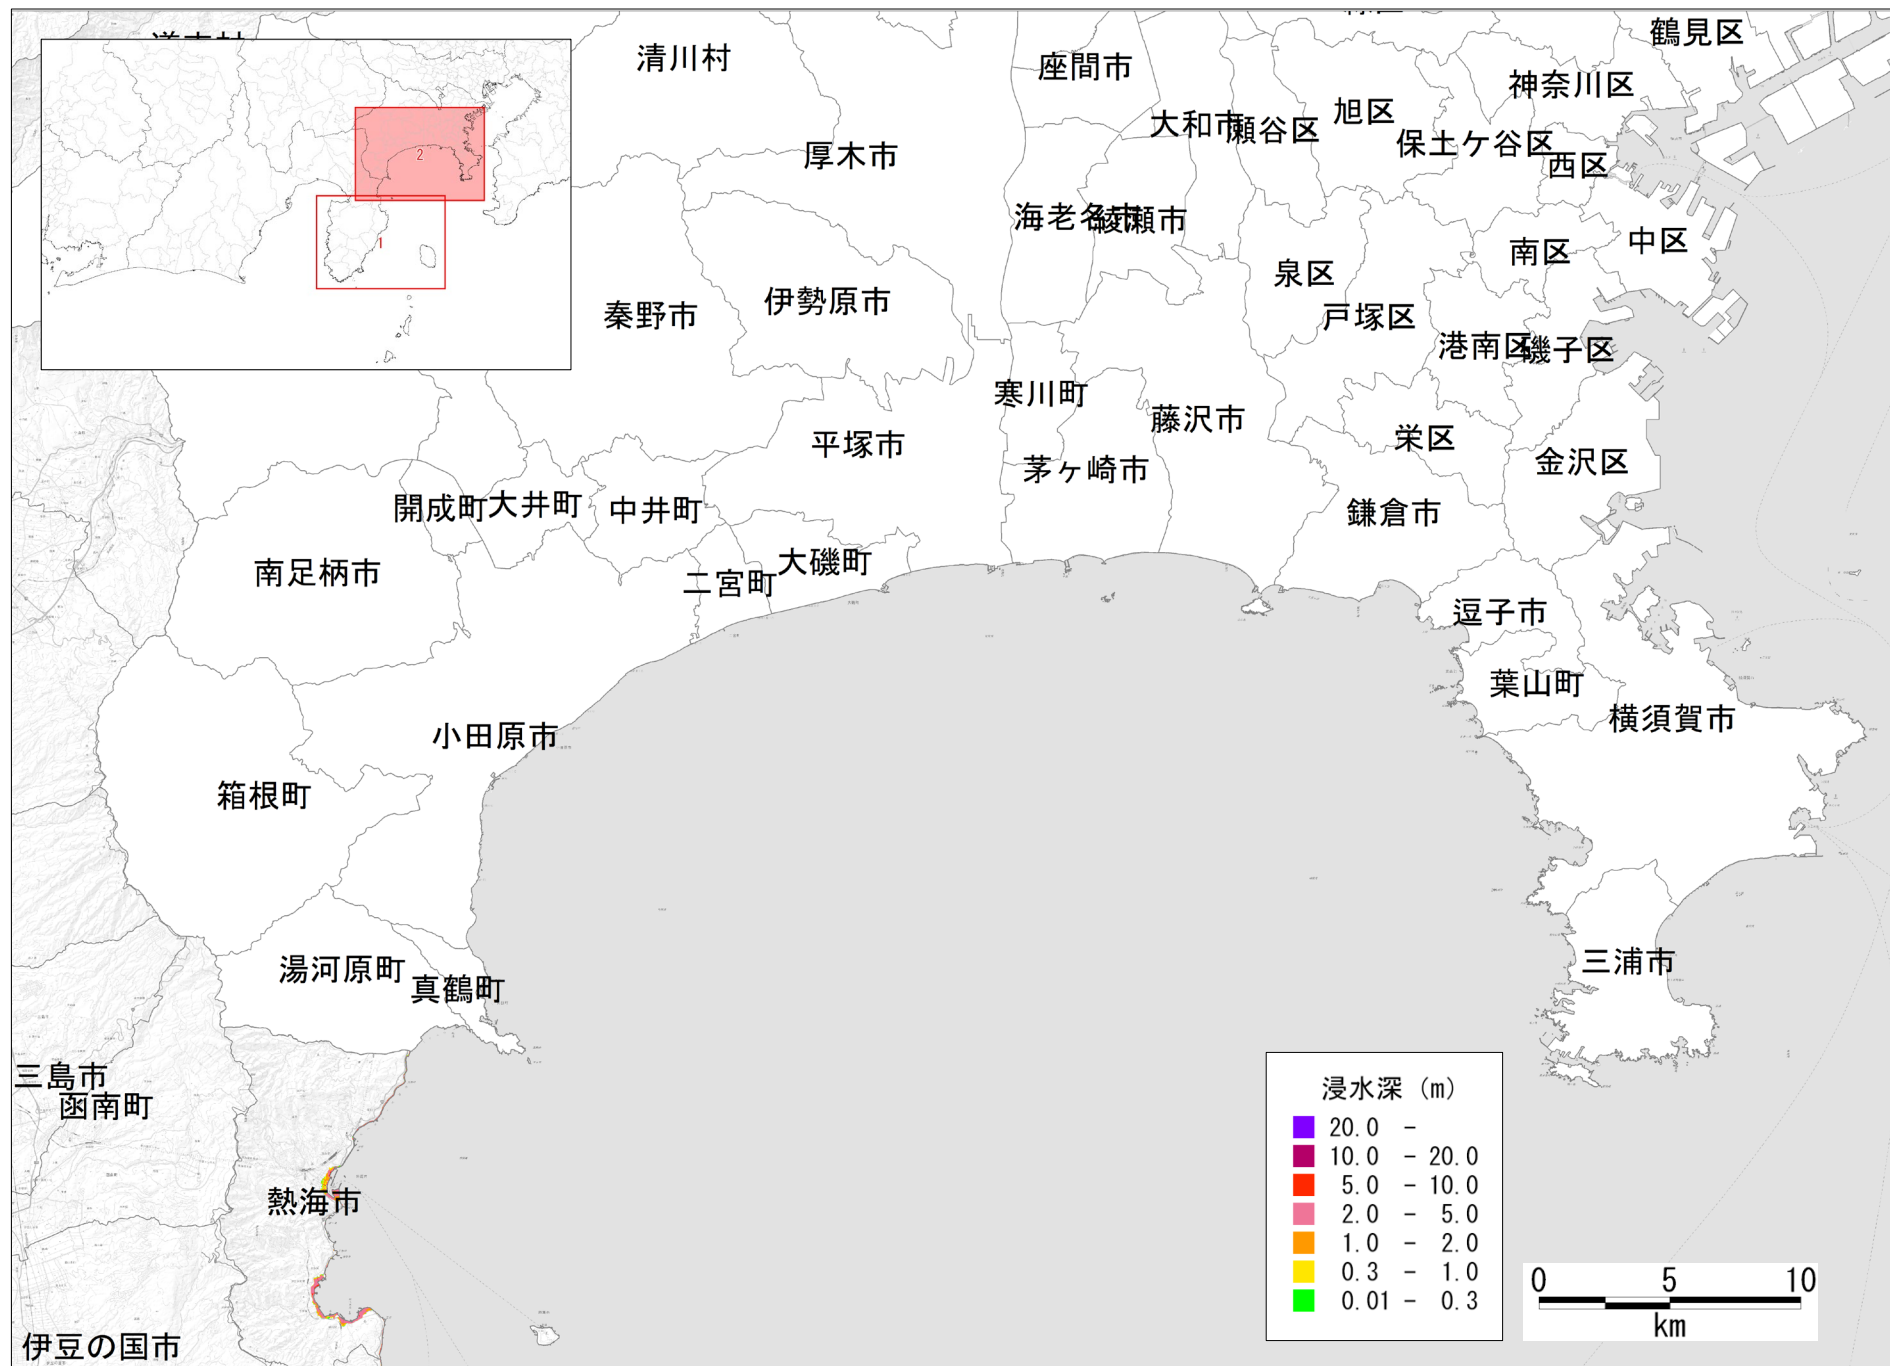 鶴見区
清川村
座間市
神奈川区
大和市
瀬谷区
旭区
保土ケ谷区
西区
厚木市
2
海老名市
綾瀬市
中区
南区
1
泉区
伊勢原市
秦野市
戸塚区
港南区
磯子区
寒川町
藤沢市
平塚市
栄区
金沢区
茅ヶ崎市
開成町
大井町
中井町
鎌倉市
南足柄市
大磯町
二宮町
逗子市
葉山町
横須賀市
小田原市
箱根町
三浦市
湯河原町
真鶴町
三島市
函南町
熱海市
伊豆の国市
浸水深 (m)
20.0 -
10.0 - 20.0
5.0 - 10.0
2.0 - 5.0
1.0 - 2.0
0.3 - 1.0
0.01 - 0.3
0 5 10
km